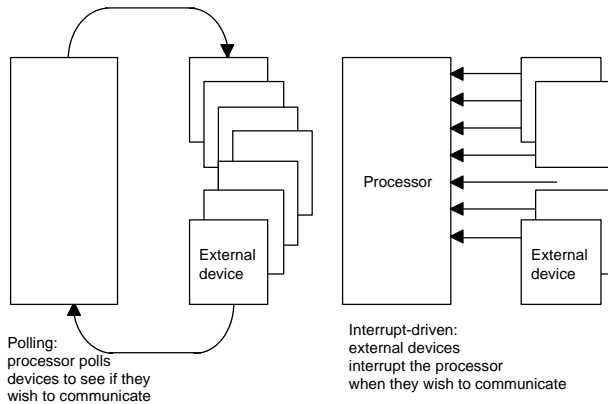 External
device
Polling:
processor polls
devices to see if they
wish to communicate
Processor
External
device
Interrupt-driven:
external devices
interrupt the processor
when they wish to communicate